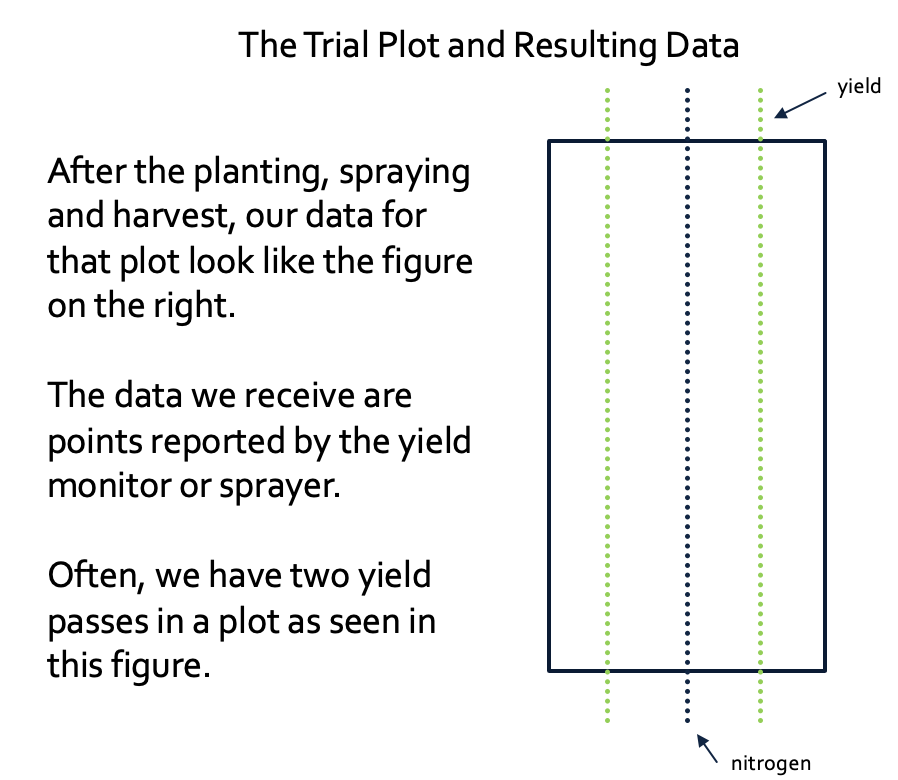 The Trial Plot and Resulting Data
yield
After the planting, spraying
and harvest, our data for
that plot look like the figure
on the right.
The data we receive are
points reported by the yield
monitor or sprayer.
Often, we have two yield
passes in a plot as seen in
this figure.
nitrogen